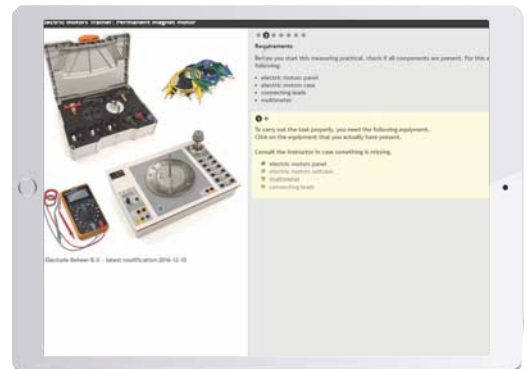 Electric Motors Trainer: Permanent Magnet Motor
Requirements
Before you start this measuring practical, check if all components are present. For this
following:
electric motors panel
electric motors case
connecting leads
multimeter
To carry out the task properly, you need the following equipment.
Click on the equipment that you actually have present.
Consult the instructor in case something is missing.
electric motors panel
electric motors suitcase
multimeter
connecting leads
Electude Beheer B.V. - latest modification 2016-12-15